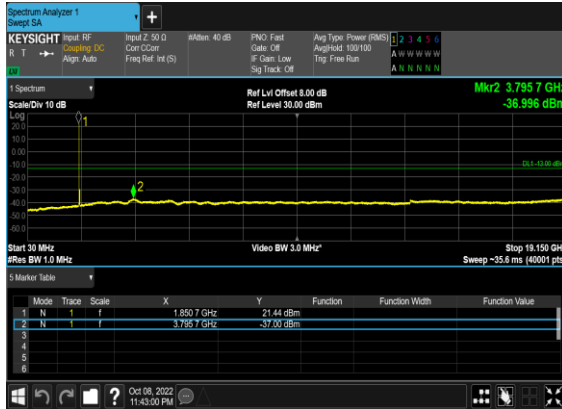 Spectrum Analyzer 1
Swept SA
KEYSIGHT
R T
LU
Input: RF
Coupling: DC
Align: Auto
Input Z: 50 Ω
Corr CCorr
Freq Ref: Int (S)
#Atten: 40 dB
PNO: Fast
Gate: Off
IF Gain: Low
Sig Track: Off
Avg Type: Power (RMS)
Avg|Hold: 100/100
Trig: Free Run
1 2 3 4 5 6
A W W W W W
A N N N N N
1 Spectrum
Scale/Div 10 dB
Ref Lvl Offset 8.00 dB
Ref Level 30.00 dBm
Mkr2 3.795 7 GHz
-36.996 dBm
Log
20.0
10.0
0.00
-10.0
-20.0
-30.0
-40.0
-50.0
-60.0
1
2
DL1 -13.00 dBm
Start 30 MHz
#Res BW 1.0 MHz
Video BW 3.0 MHz*
Stop 19.150 GHz
Sweep ~35.6 ms (40001 pts)
5 Marker Table
Mode Trace Scale X Y Function Function Width Function Value
1 N 1 f 1.850 7 GHz 21.44 dBm
2 N 1 f 3.795 7 GHz -37.00 dBm
3
4
5
6
?
Oct 08, 2022
11:43:00 PM